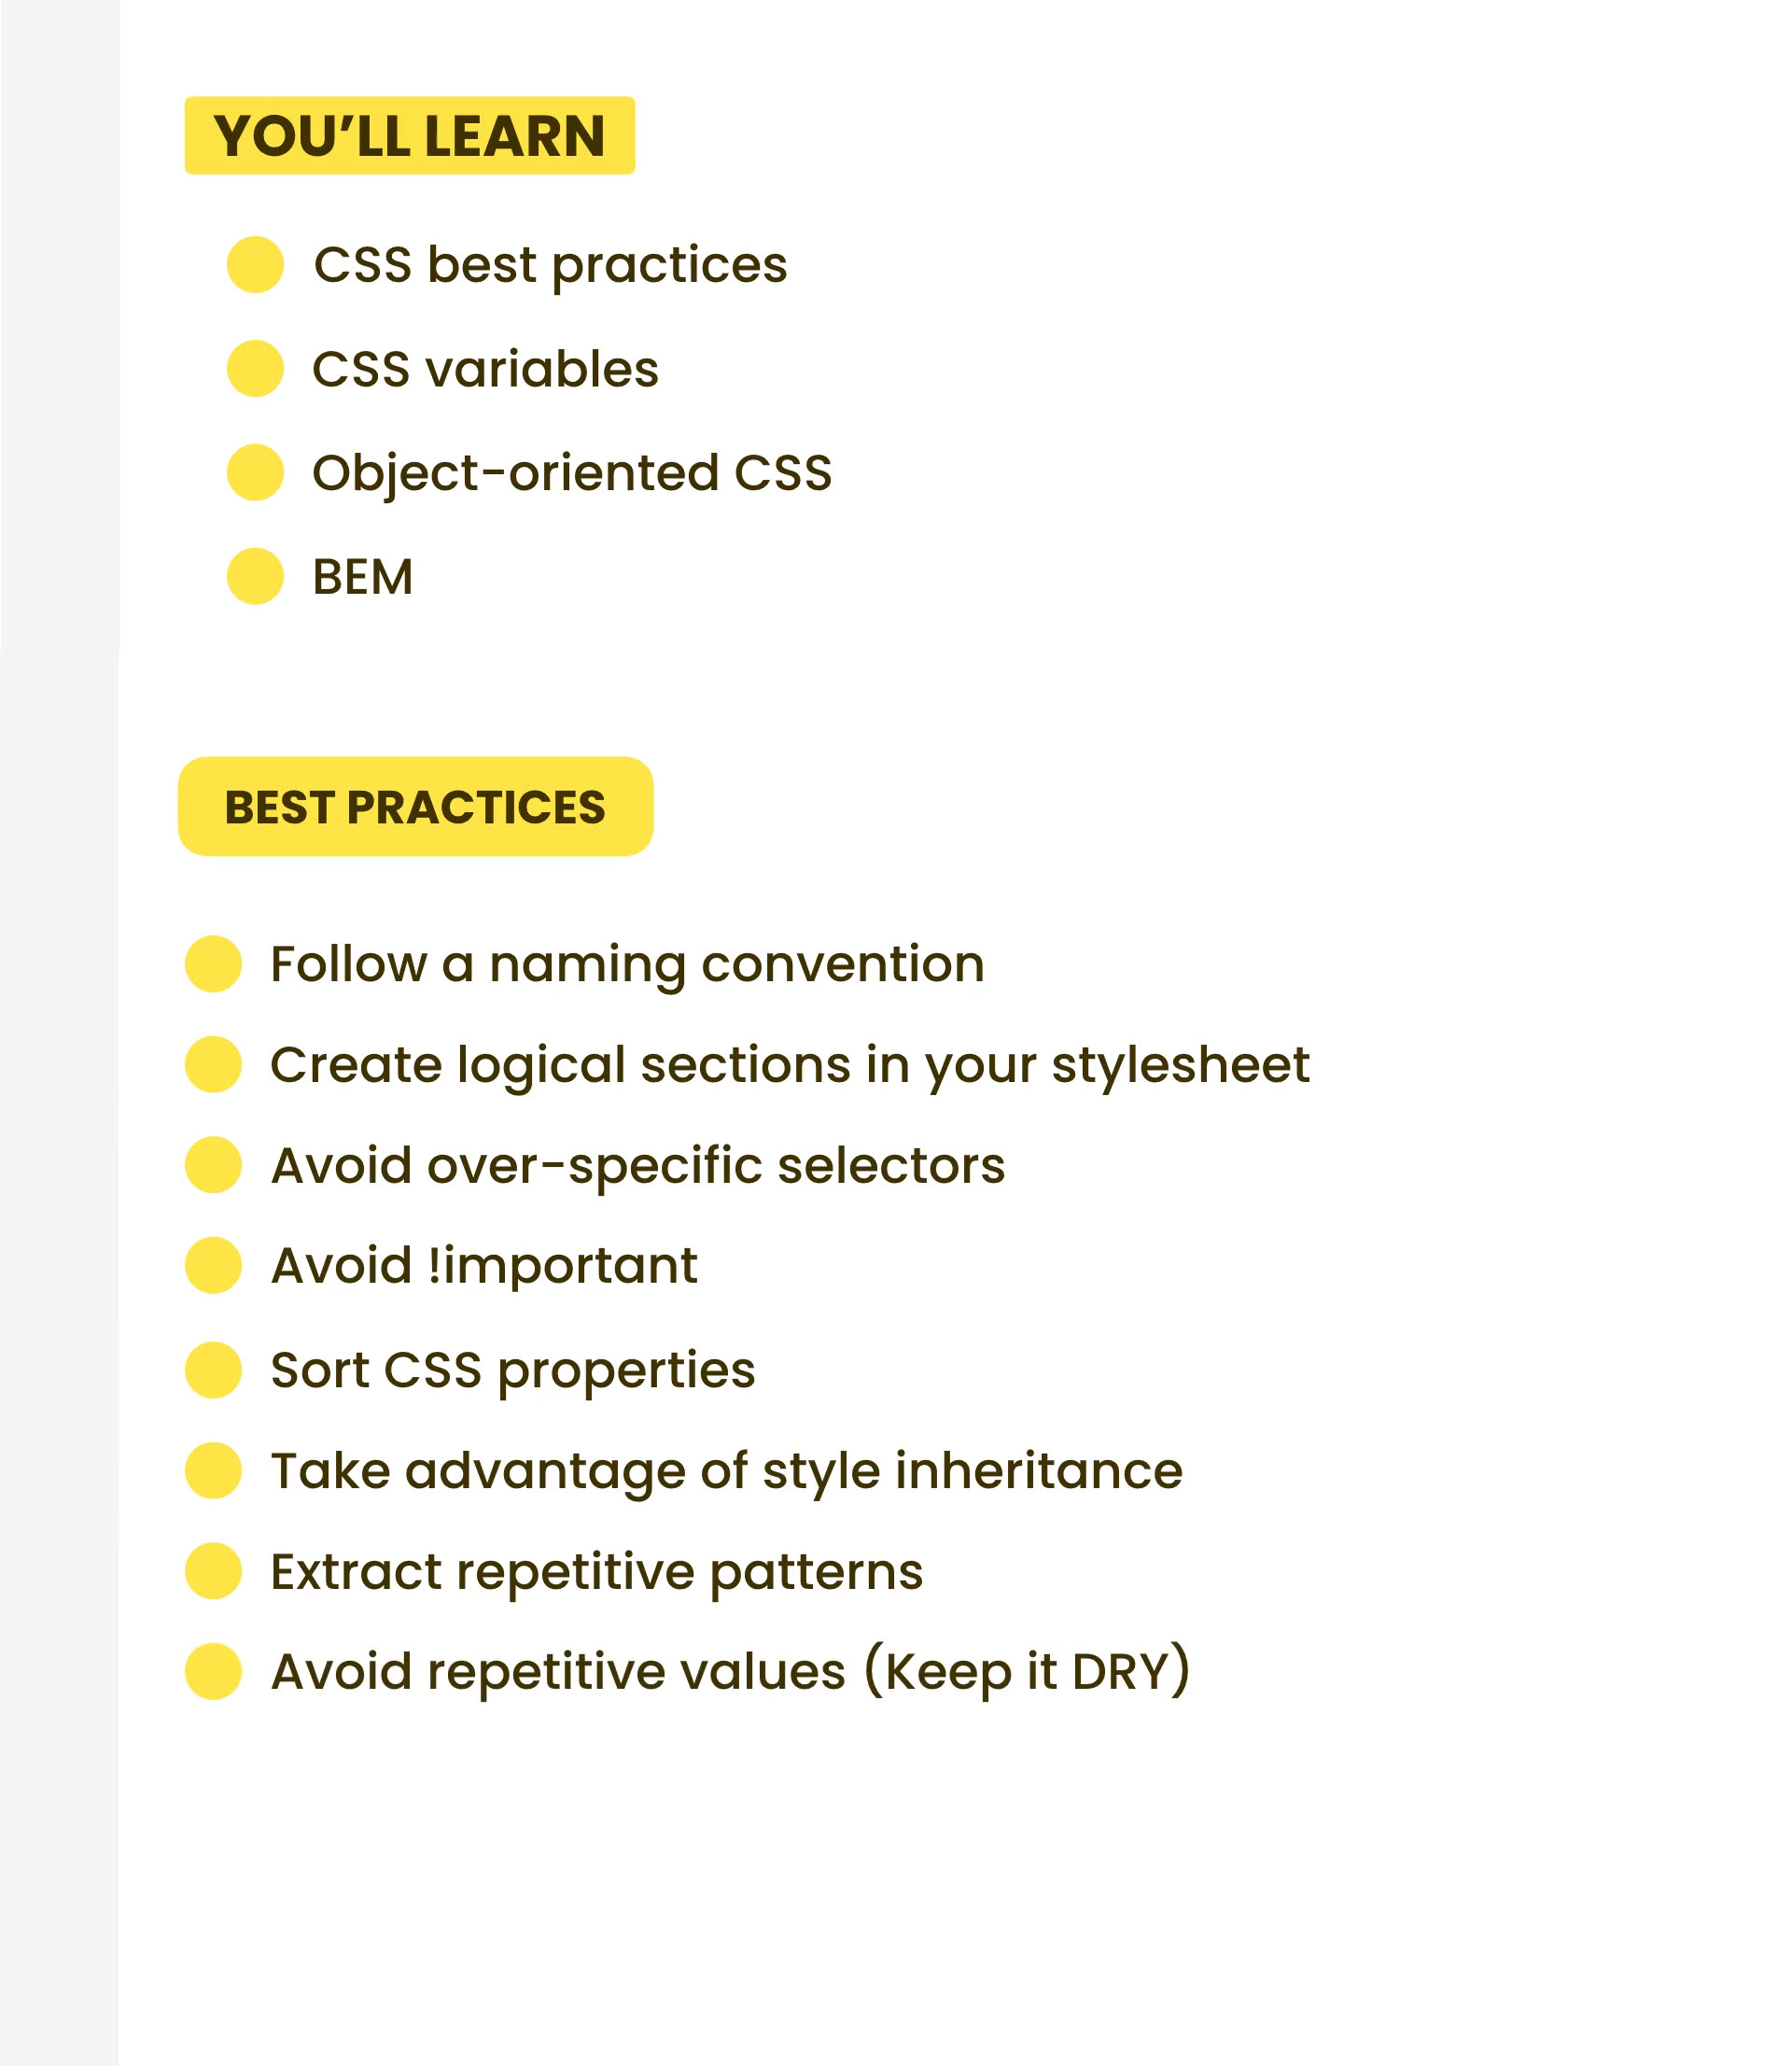 YOU’LL LEARN
CSS best practices
CSS variables
Object-oriented CSS
BEM
BEST PRACTICES
Follow a naming convention
Create logical sections in your stylesheet
Avoid over-specific selectors
Avoid !important
Sort CSS properties
Take advantage of style inheritance
Extract repetitive patterns
Avoid repetitive values (Keep it DRY)